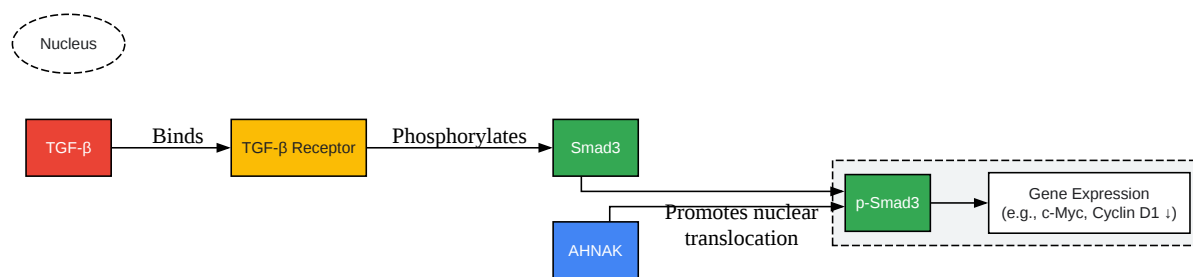 Nucleus
TGF-β
Binds
TGF-β Receptor
Phosphorylates
Smad3
AHNAK
Promotes nuclear
translocation
p-Smad3
Gene Expression
(e.g., c-Myc, Cyclin D1 ↓)